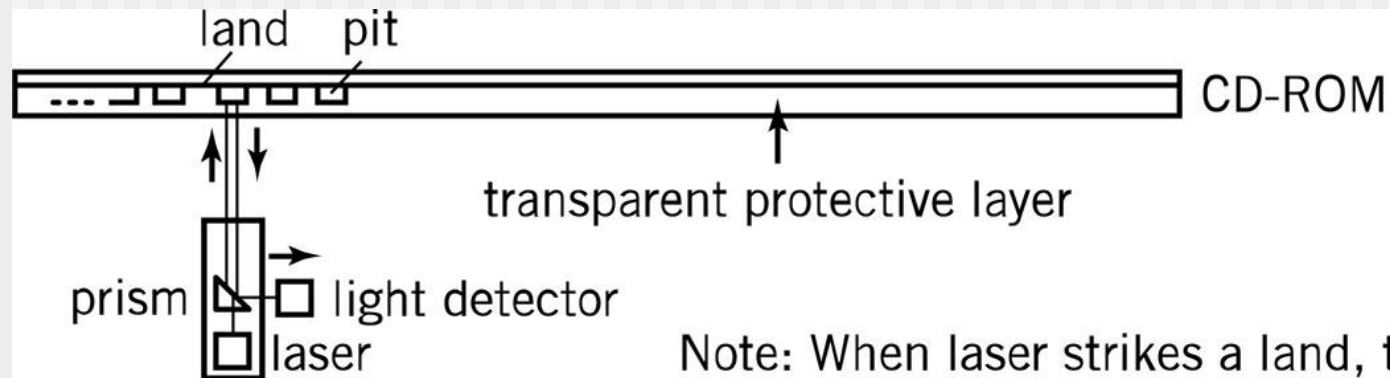 land pit
CD-ROM
transparent protective layer
prism
light detector
laser
Note: When laser strikes a land,